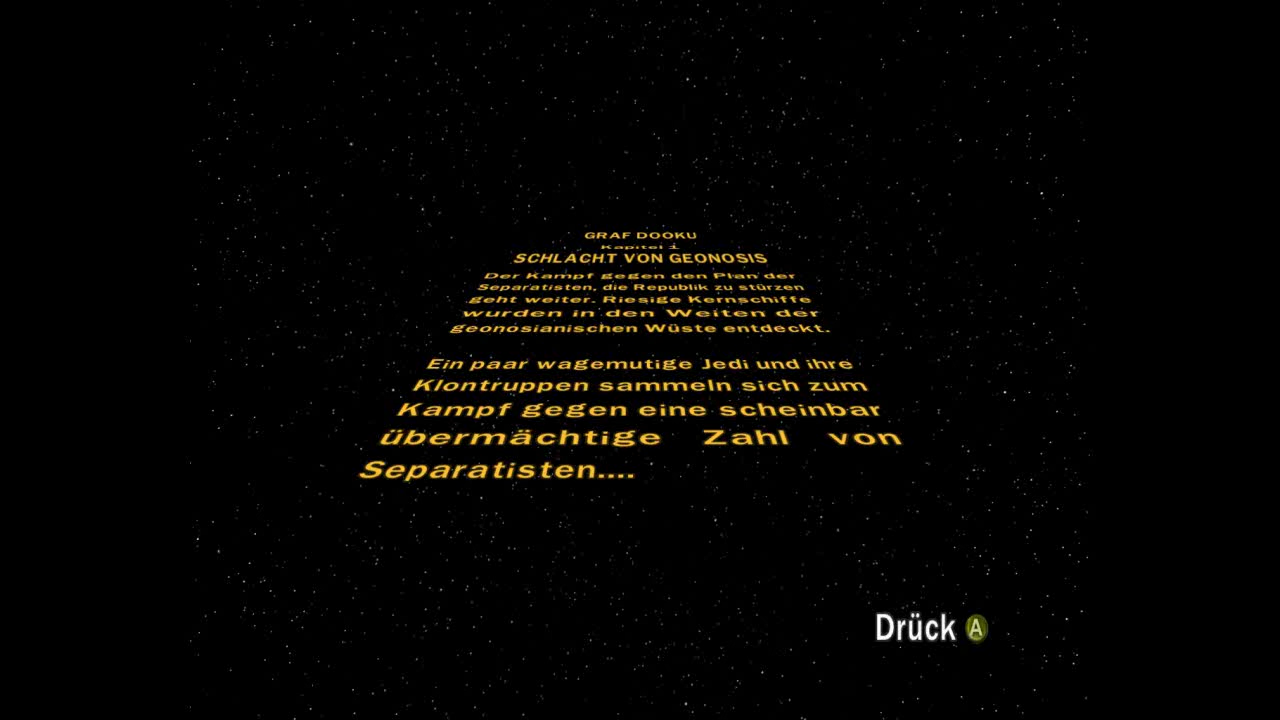 GRAF DOOKU
Kapitel 1
SCHLACHT VON GEONOSIS
Der Kampf gegen den Plan der
Separatisten, die Republik zu stürzen
geht weiter. Riesige Kernschiffe
wurden in den Weiten der
geonosianischen Wüste entdeckt.
Ein paar wagemutige Jedi und ihre
Klontruppen sammeln sich zum
Kampf gegen eine scheinbar
übermächtige Zahl von
Separatisten....
Drück A